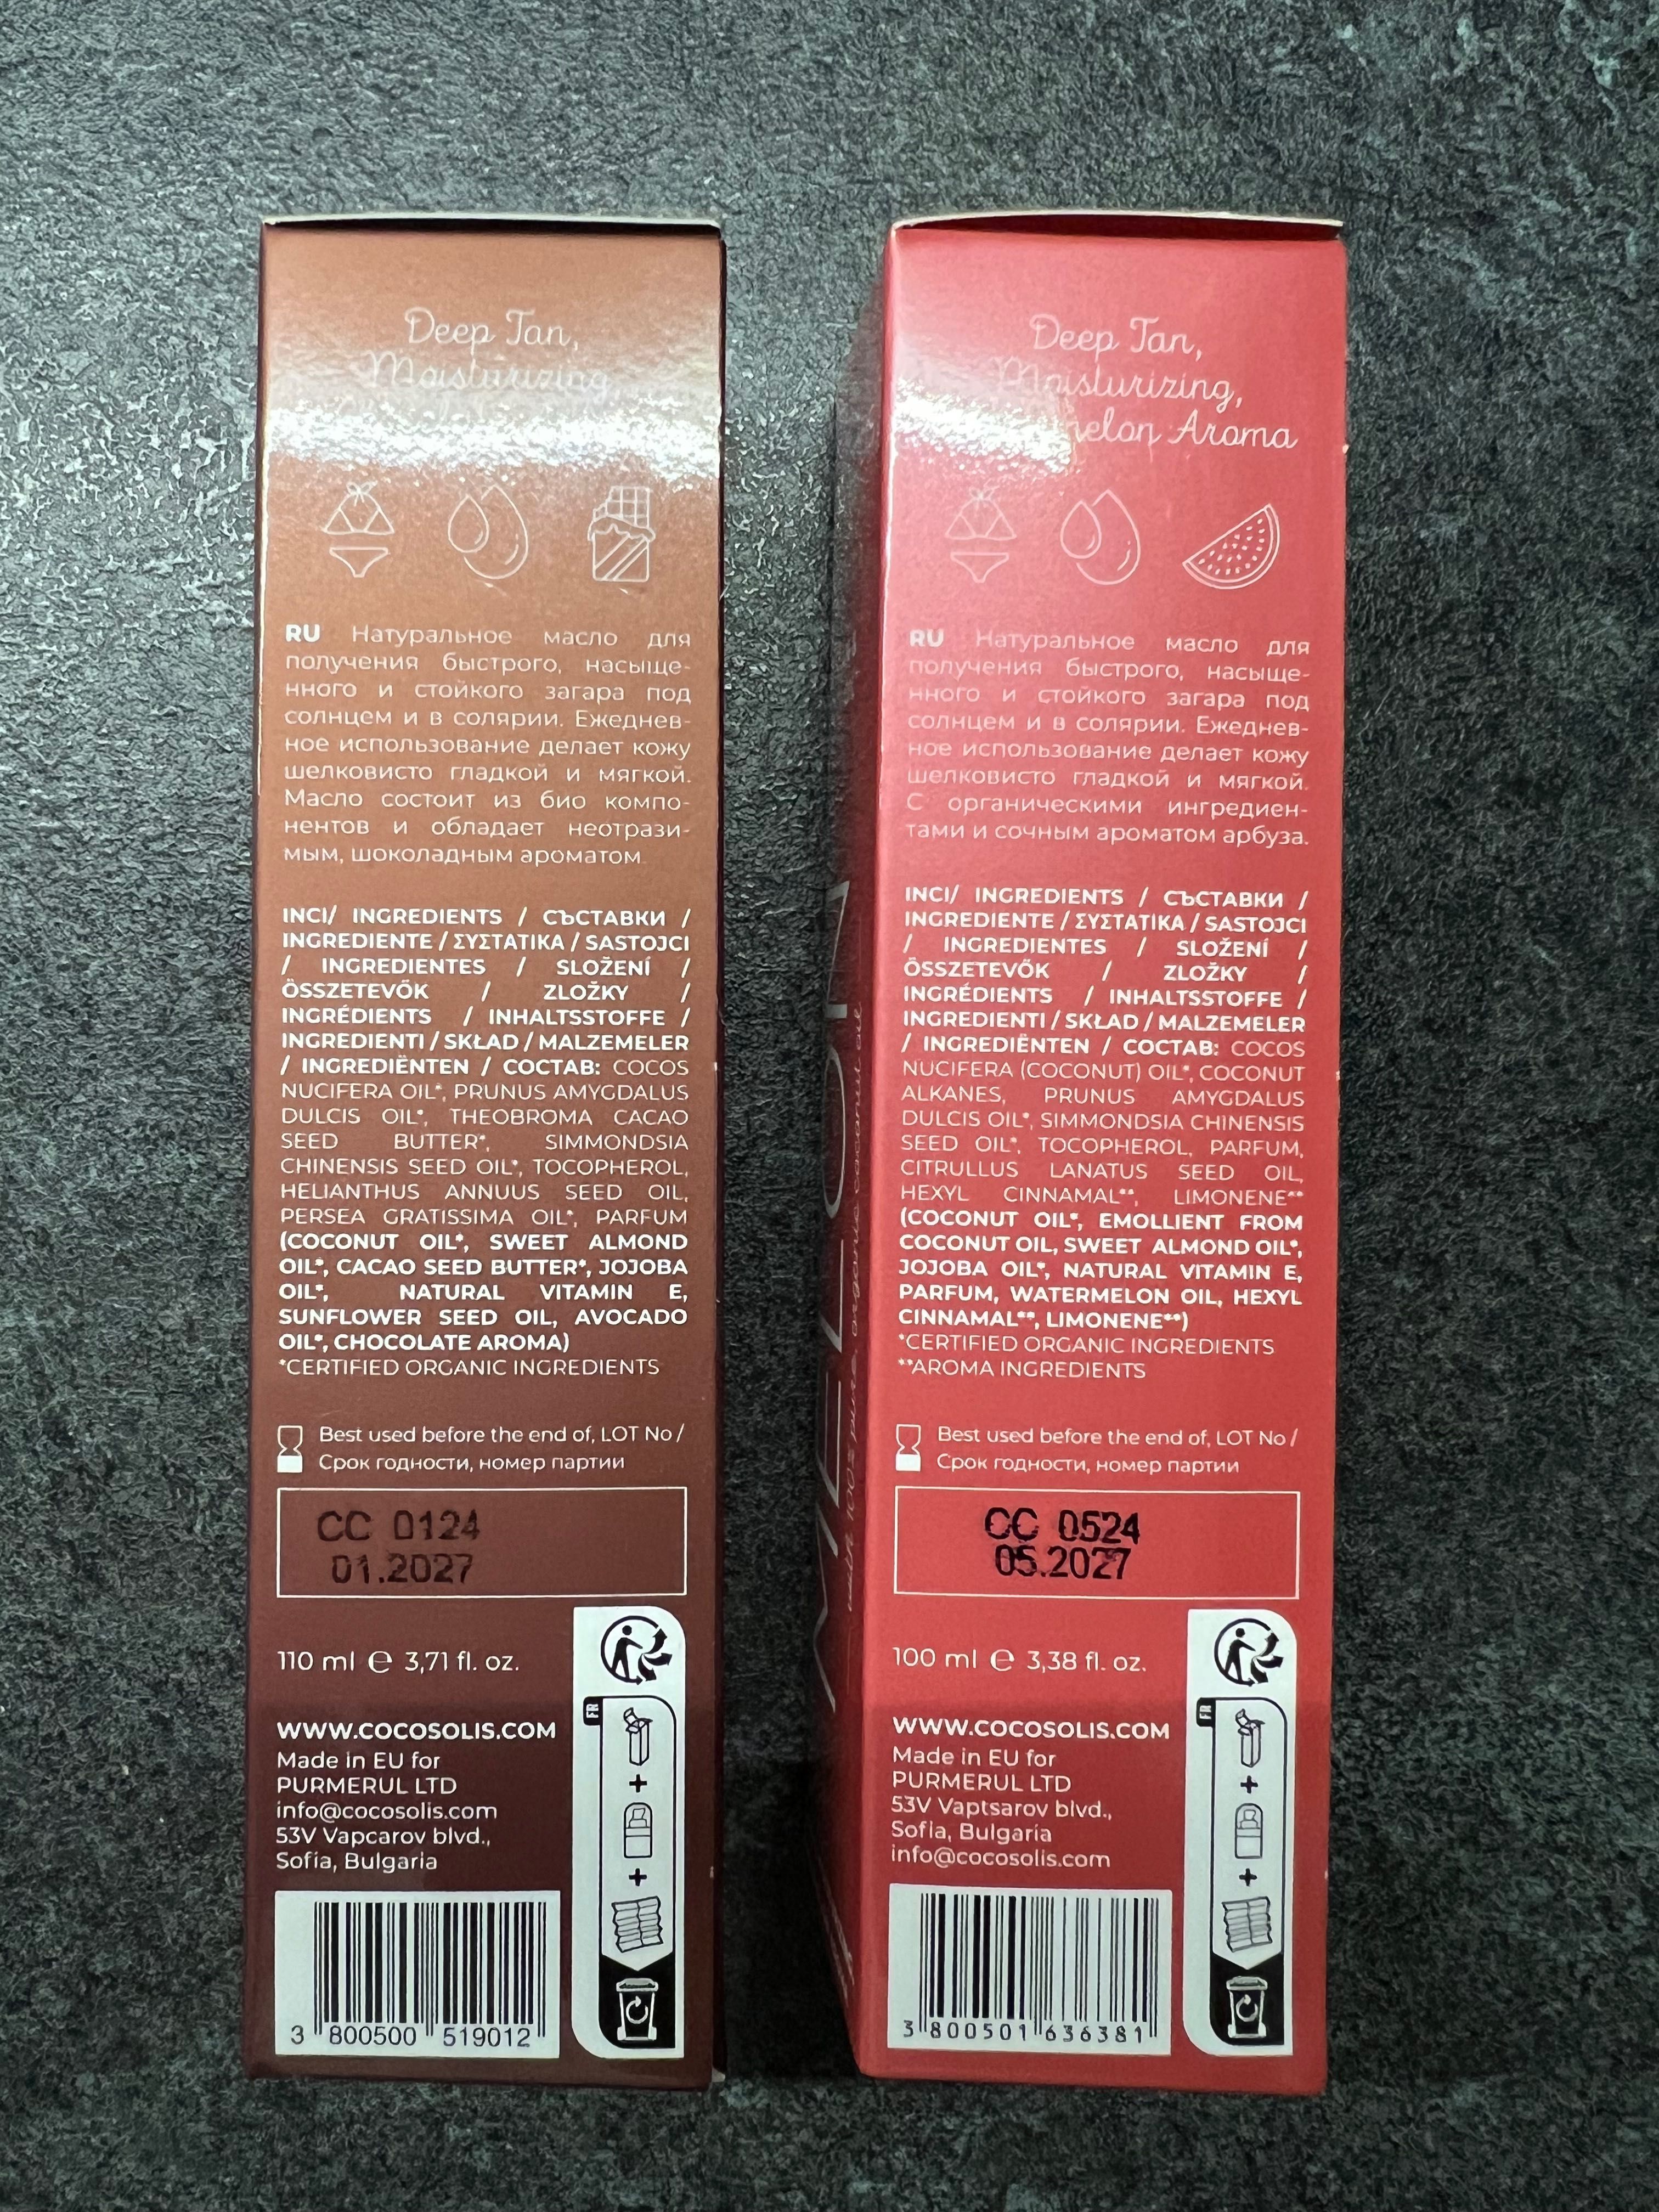 Deep Tan,
Moisturizing
RU Натуральное масло для
получения быстрого, насыще-
нного и стойкого загара под
солнцем и в солярии. Ежеднев-
ное использование делает кожу
шелковисто гладкой и мягкой.
Масло состоит из био компо-
нентов и обладает неотрази-
мым, шоколадным ароматом.
INCI/ INGREDIENTS / СЪСТАВКИ /
INGREDIENTE / ΣΥΣΤΑΤΙΚΑ / SASTOJCI
/ INGREDIENTES / SLOŽENÍ /
ÖSSZETEVŐK / ZLOŽKY /
INGRÉDIENTS / INHALTSSTOFFE /
INGREDIENTI / SKŁAD / MALZEMELER
/ INGREDIËNTEN / СОСТАВ: COCOS
NUCIFERA OIL*, PRUNUS AMYGDALUS
DULCIS OIL*, THEOBROMA CACAO
SEED BUTTER*, SIMMONDSIA
CHINENSIS SEED OIL*, TOCOPHEROL,
HELIANTHUS ANNUUS SEED OIL,
PERSEA GRATISSIMA OIL*, PARFUM
(COCONUT OIL*, SWEET ALMOND
OIL*, CACAO SEED BUTTER*, JOJOBA
OIL*, NATURAL VITAMIN E,
SUNFLOWER SEED OIL, AVOCADO
OIL*, CHOCOLATE AROMA)
*CERTIFIED ORGANIC INGREDIENTS
Best used before the end of, LOT No /
Срок годности, номер партии
CC 0124
01.2027
110 ml ℮ 3,71 fl. oz.
WWW.COCOSOLIS.COM
Made in EU for
PURMERUL LTD
info@cocosolis.com
53V Vapcarov blvd.,
Sofia, Bulgaria
FR
3 800500 519012
MELON
with 100% pure, organic coconut oil
Deep Tan,
Moisturizing,
melon Aroma
RU Натуральное масло для
получения быстрого, насыще-
нного и стойкого загара под
солнцем и в солярии. Ежеднев-
ное использование делает кожу
шелковисто гладкой и мягкой.
С органическими ингредиен-
тами и сочным ароматом арбуза.
INCI/ INGREDIENTS / СЪСТАВКИ /
INGREDIENTE / ΣΥΣΤΑΤΙΚΑ / SASTOJCI
/ INGREDIENTES / SLOŽENÍ /
ÖSSZETEVŐK / ZLOŽKY /
INGRÉDIENTS / INHALTSSTOFFE /
INGREDIENTI / SKŁAD / MALZEMELER
/ INGREDIËNTEN / СОСТАВ: COCOS
NUCIFERA (COCONUT) OIL*, COCONUT
ALKANES, PRUNUS AMYGDALUS
DULCIS OIL*, SIMMONDSIA CHINENSIS
SEED OIL*, TOCOPHEROL, PARFUM,
CITRULLUS LANATUS SEED OIL,
HEXYL CINNAMAL**, LIMONENE**
(COCONUT OIL*, EMOLLIENT FROM
COCONUT OIL, SWEET ALMOND OIL*,
JOJOBA OIL*, NATURAL VITAMIN E,
PARFUM, WATERMELON OIL, HEXYL
CINNAMAL**, LIMONENE**)
*CERTIFIED ORGANIC INGREDIENTS
**AROMA INGREDIENTS
Best used before the end of, LOT No /
Срок годности, номер партии
CC 0524
05.2027
100 ml ℮ 3,38 fl. oz.
WWW.COCOSOLIS.COM
Made in EU for
PURMERUL LTD
53V Vaptsarov blvd.,
Sofia, Bulgaria
info@cocosolis.com
FR
3 800501 636381